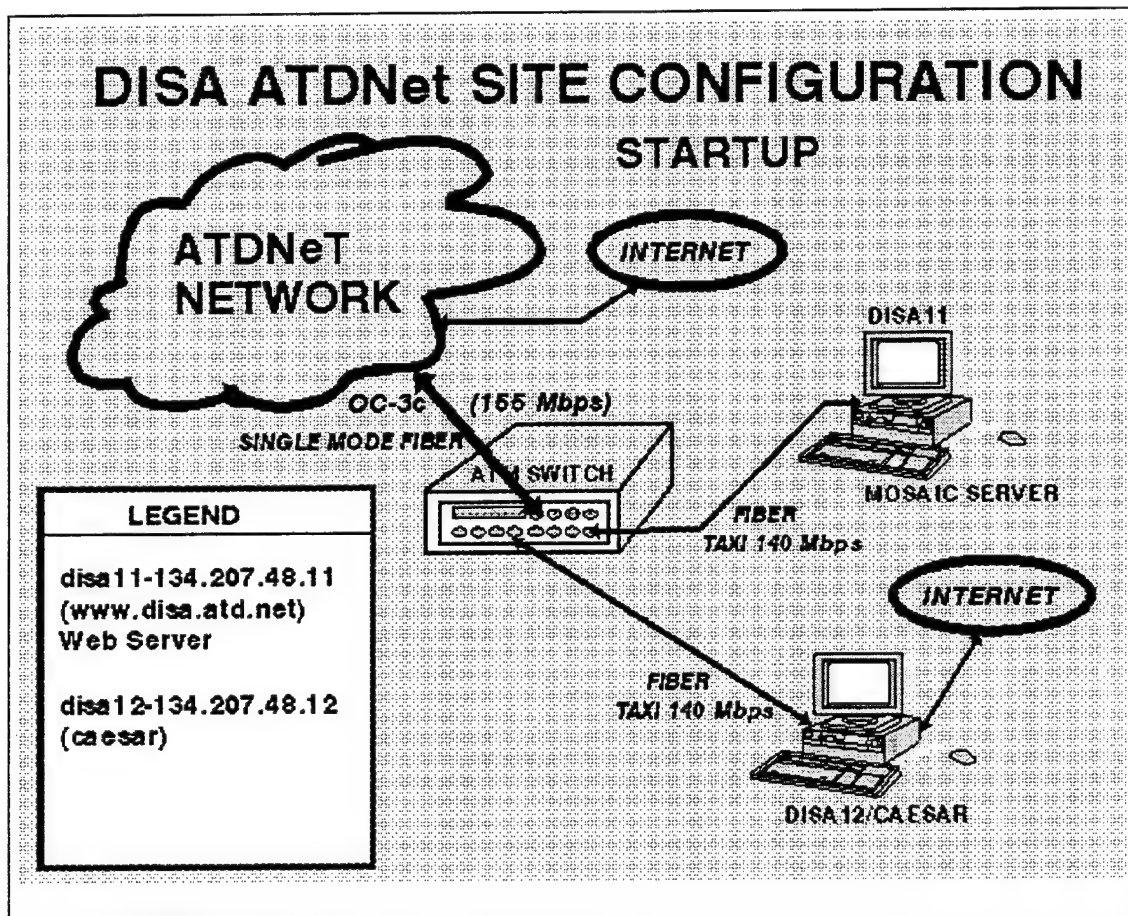 DISA ATDNet SITE CONFIGURATION
STARTUP
ATDNeT
NETWORK
INTERNET
DISA11
OC-3c (155 Mbps)
SINGLE MODE FIBER
ATM SWITCH
MOSAIC SERVER
FIBER
TAXI 140 Mbps
LEGEND
disa11-134.207.48.11
(www.disa.atd.net)
Web Server
disa12-134.207.48.12
(caesar)
INTERNET
FIBER
TAXI 140 Mbps
DISA12/CAESAR